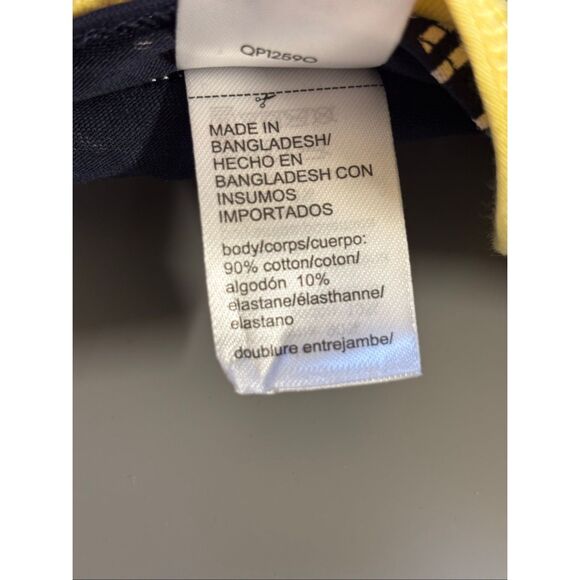 QP1259O
MADE IN
BANGLADESH/
HECHO EN
BANGLADESH CON
INSUMOS
IMPORTADOS
body/corps/cuerpo:
90% cotton/coton/
algodón 10%
elastane/élasthanne/
elastano
doublure entrejambe/